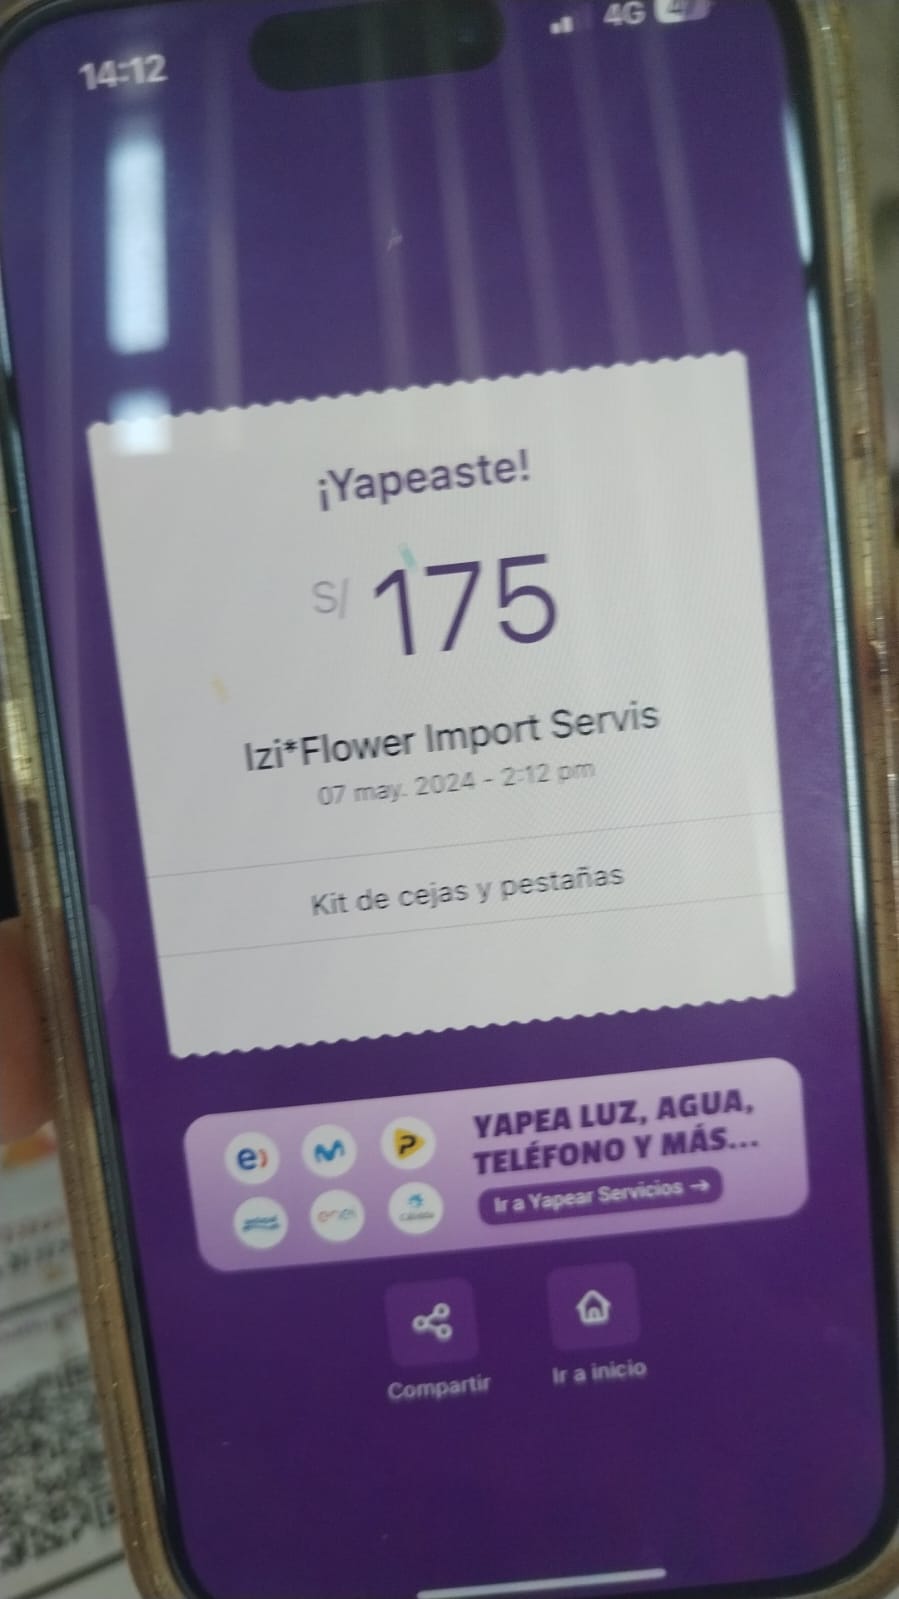 14:12
4G
¡Yapeaste!
S/ 175
Izi*Flower Import Servis
07 may. 2024 - 2:12 pm
Kit de cejas y pestañas
YAPEA LUZ, AGUA,
TELÉFONO Y MÁS...
Ir a Yapear Servicios →
enel
Compartir
Ir a inicio